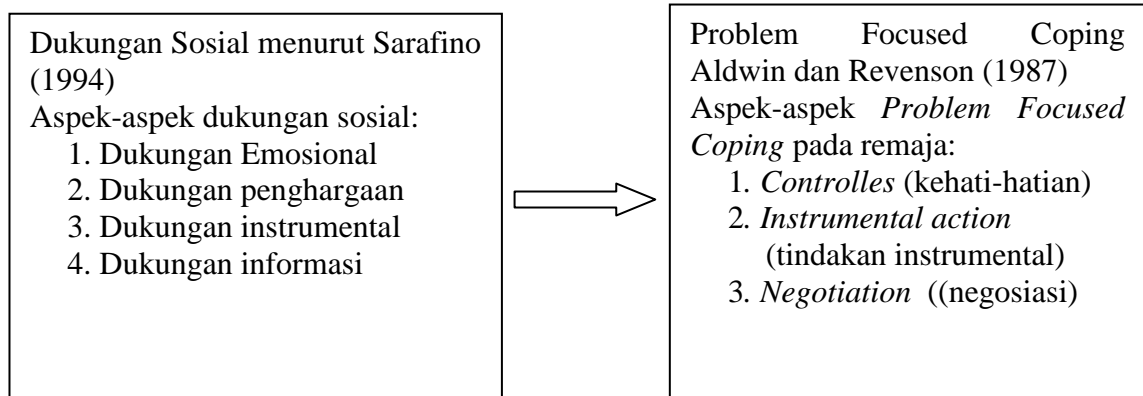 Dukungan Sosial menurut Sarafino
(1994)
Aspek-aspek dukungan sosial:
1. Dukungan Emosional
2. Dukungan penghargaan
3. Dukungan instrumental
4. Dukungan informasi
Problem Focused Coping
Aldwin dan Revenson (1987)
Aspek-aspek Problem Focused
Coping pada remaja:
1. Controlles (kehati-hatian)
2. Instrumental action
(tindakan instrumental)
3. Negotiation ((negosiasi)